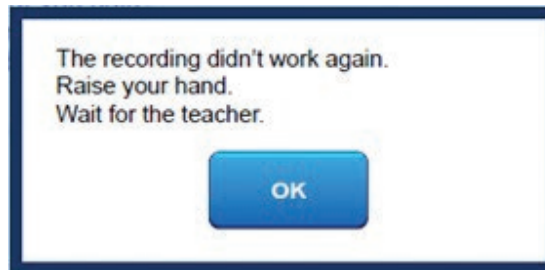 The recording didn't work again.
Raise your hand.
Wait for the teacher.
OK